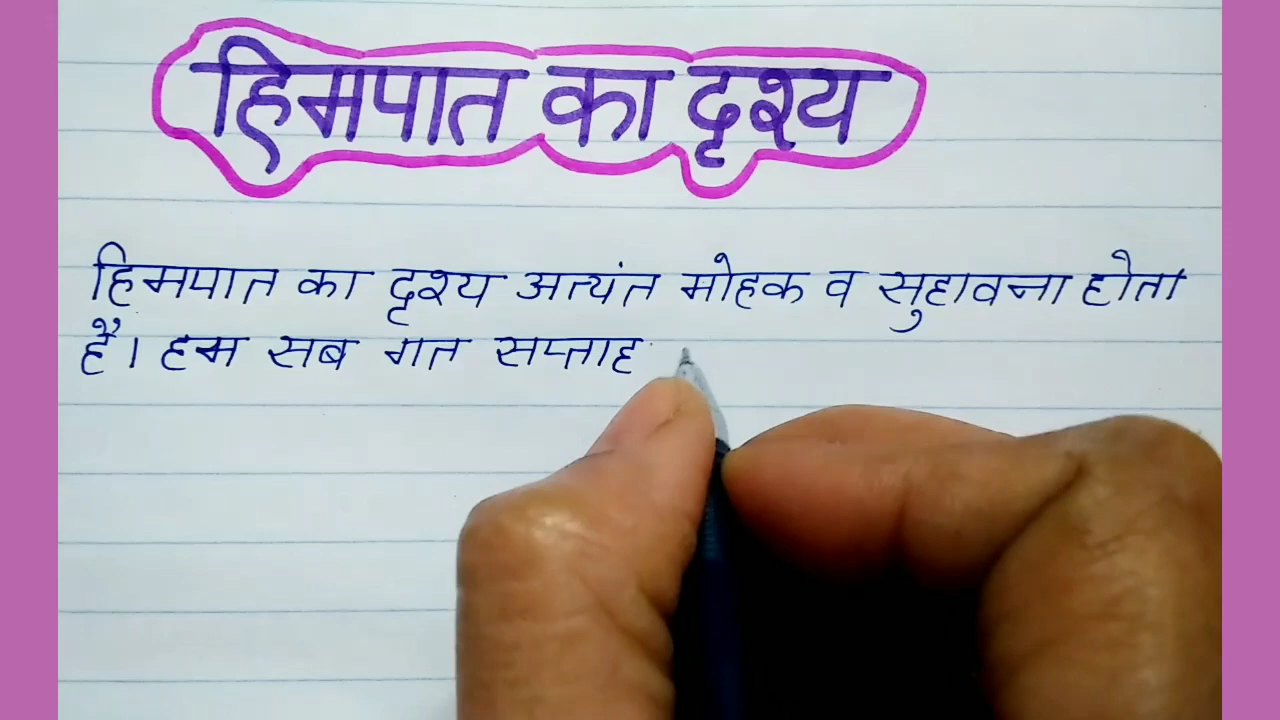 हिमपात का दृश्य
हिमपात का दृश्य अत्यंत मोहक व सुहावना होता
है। हम सब गत सप्ताह